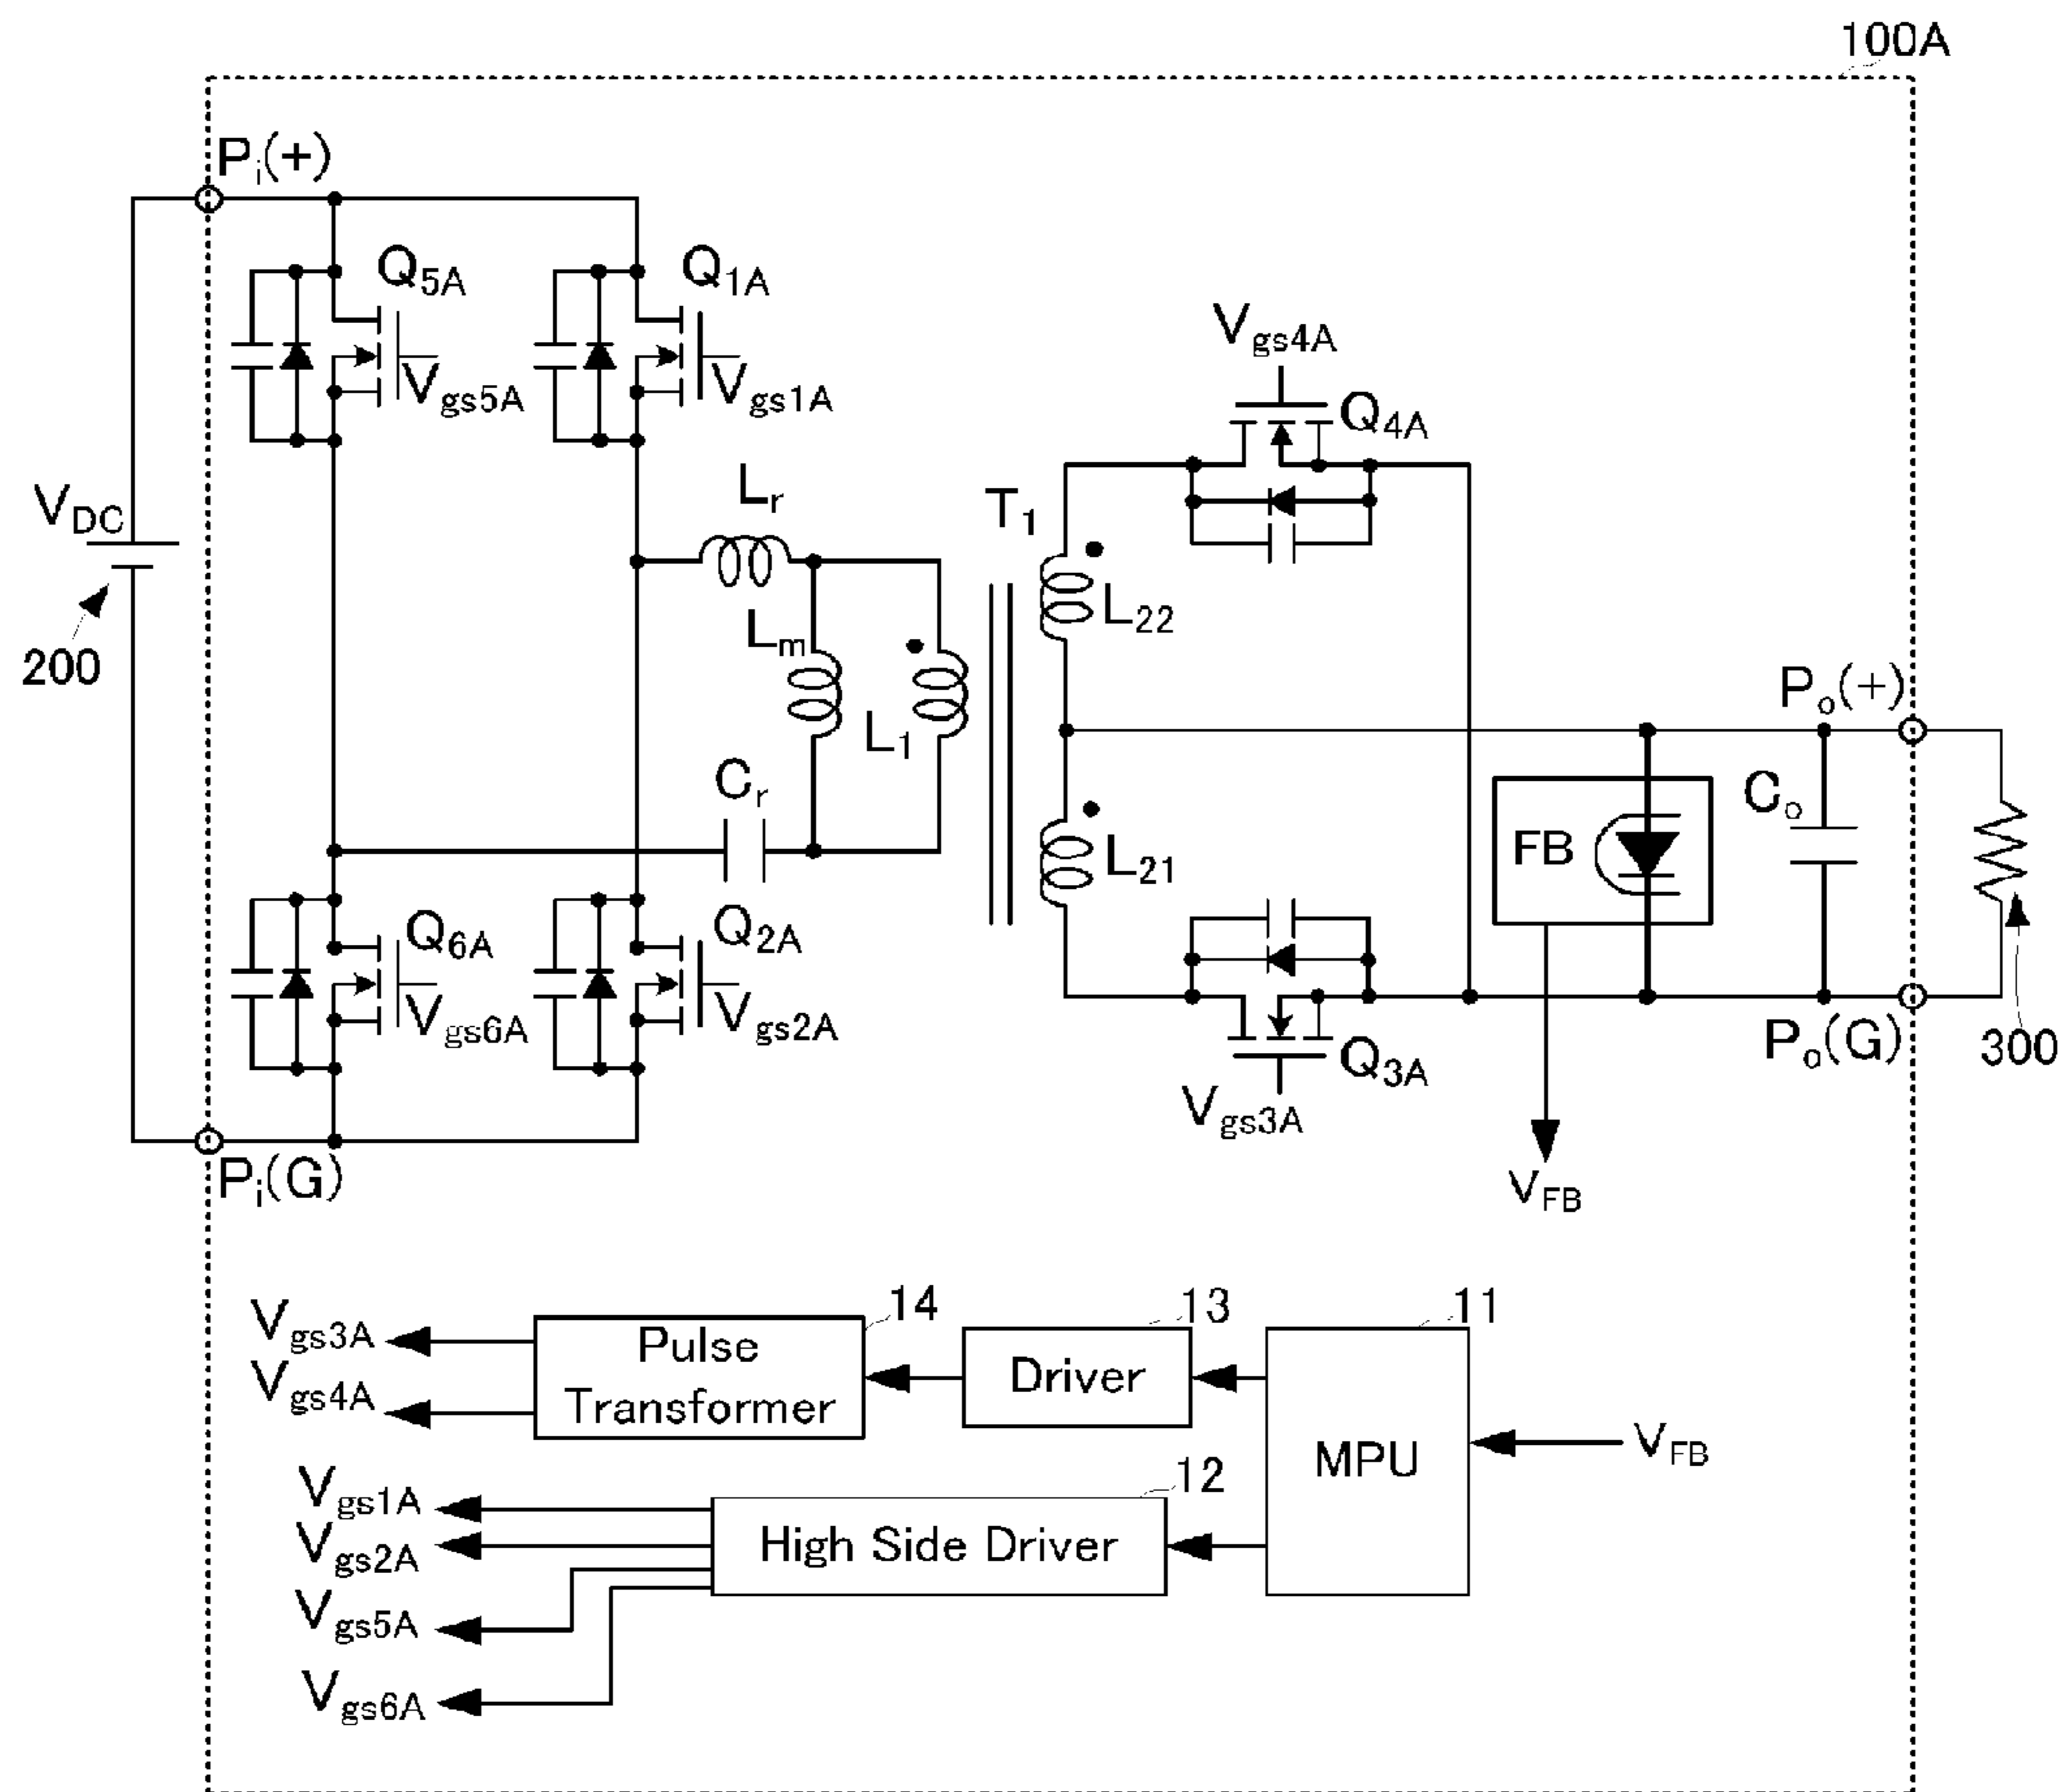 100A
Pi(+)
Q5A
Q1A
Vgs5A
Vgs1A
Vgs4A
Q4A
VDC
Lr
T1
200
Lm
L22
L1
Po(+)
Cr
Co
FB
L21
Q6A
Q2A
Vgs6A
Vgs2A
Q3A
Po(G)
300
Vgs3A
Pi(G)
VFB
14
13
11
Vgs3A
Pulse
Transformer
Driver
Vgs4A
MPU
VFB
12
Vgs1A
Vgs2A
High Side Driver
Vgs5A
Vgs6A